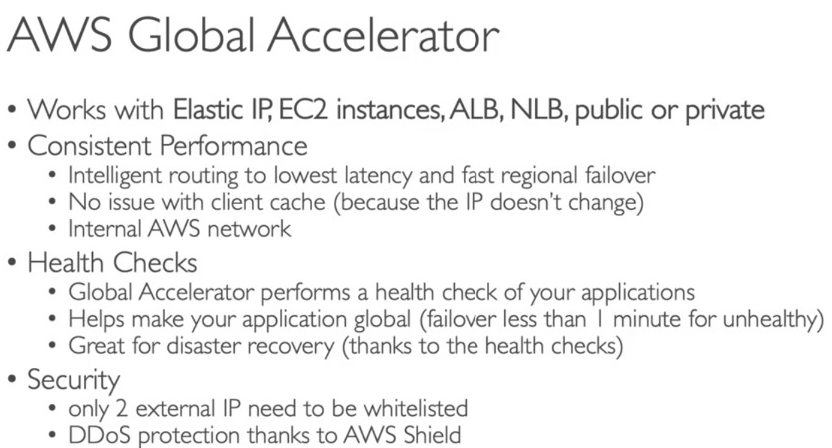 AWS Global Accelerator
• Works with Elastic IP, EC2 instances, ALB, NLB, public or private
• Consistent Performance
• Intelligent routing to lowest latency and fast regional failover
• No issue with client cache (because the IP doesn't change)
• Internal AWS network
• Health Checks
• Global Accelerator performs a health check of your applications
• Helps make your application global (failover less than 1 minute for unhealthy)
• Great for disaster recovery (thanks to the health checks)
• Security
• only 2 external IP need to be whitelisted
• DDoS protection thanks to AWS Shield